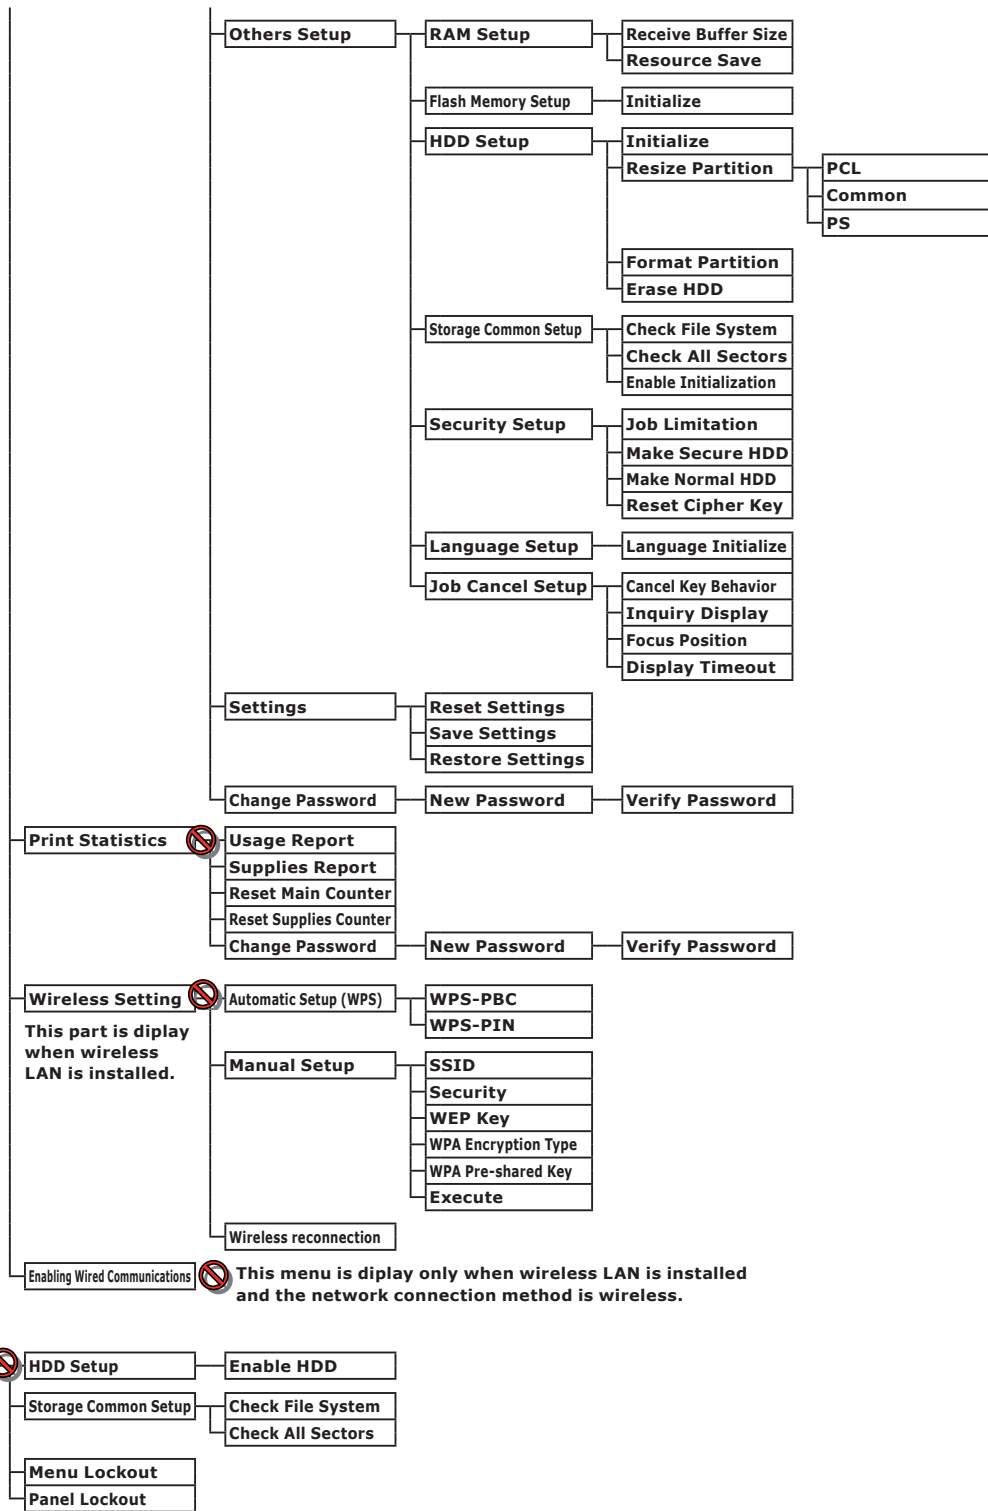 Others Setup
RAM Setup
Receive Buffer Size
Resource Save
Flash Memory Setup
Initialize
HDD Setup
Initialize
Resize Partition
PCL
Common
PS
Format Partition
Erase HDD
Storage Common Setup
Check File System
Check All Sectors
Enable Initialization
Security Setup
Job Limitation
Make Secure HDD
Make Normal HDD
Reset Cipher Key
Language Setup
Language Initialize
Job Cancel Setup
Cancel Key Behavior
Inquiry Display
Focus Position
Display Timeout
Settings
Reset Settings
Save Settings
Restore Settings
Change Password
New Password
Verify Password
Print Statistics
Usage Report
Supplies Report
Reset Main Counter
Reset Supplies Counter
Change Password
New Password
Verify Password
Wireless Setting
This part is diplay
when wireless
LAN is installed.
Automatic Setup (WPS)
WPS-PBC
WPS-PIN
Manual Setup
SSID
Security
WEP Key
WPA Encryption Type
WPA Pre-shared Key
Execute
Wireless reconnection
Enabling Wired Communications
This menu is diplay only when wireless LAN is installed
and the network connection method is wireless.
HDD Setup
Enable HDD
Storage Common Setup
Check File System
Check All Sectors
Menu Lockout
Panel Lockout